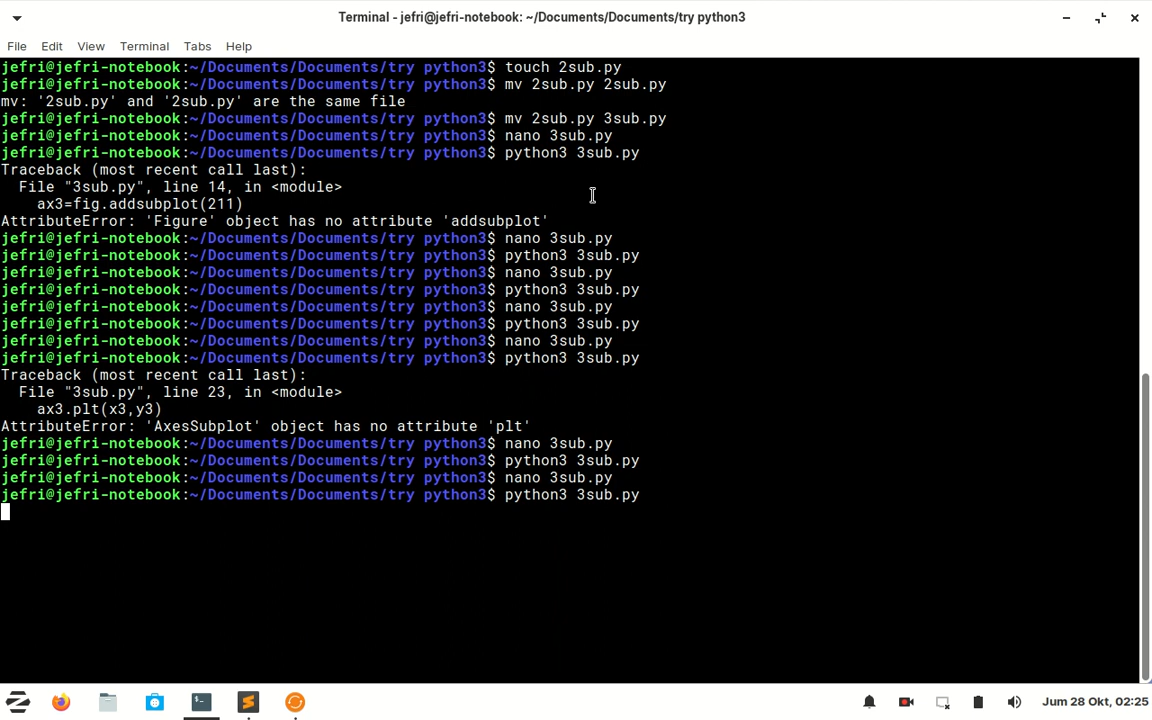 Terminal - jefri@jefri-notebook: ~/Documents/Documents/try python3
File Edit View Terminal Tabs Help
jefri@jefri-notebook:~/Documents/Documents/try python3$ touch 2sub.py
jefri@jefri-notebook:~/Documents/Documents/try python3$ mv 2sub.py 2sub.py
mv: '2sub.py' and '2sub.py' are the same file
jefri@jefri-notebook:~/Documents/Documents/try python3$ mv 2sub.py 3sub.py
jefri@jefri-notebook:~/Documents/Documents/try python3$ nano 3sub.py
jefri@jefri-notebook:~/Documents/Documents/try python3$ python3 3sub.py
Traceback (most recent call last):
  File "3sub.py", line 14, in <module>
    ax3=fig.addsubplot(211)
AttributeError: 'Figure' object has no attribute 'addsubplot'
jefri@jefri-notebook:~/Documents/Documents/try python3$ nano 3sub.py
jefri@jefri-notebook:~/Documents/Documents/try python3$ python3 3sub.py
jefri@jefri-notebook:~/Documents/Documents/try python3$ nano 3sub.py
jefri@jefri-notebook:~/Documents/Documents/try python3$ python3 3sub.py
jefri@jefri-notebook:~/Documents/Documents/try python3$ nano 3sub.py
jefri@jefri-notebook:~/Documents/Documents/try python3$ python3 3sub.py
jefri@jefri-notebook:~/Documents/Documents/try python3$ nano 3sub.py
jefri@jefri-notebook:~/Documents/Documents/try python3$ python3 3sub.py
Traceback (most recent call last):
  File "3sub.py", line 23, in <module>
    ax3.plt(x3,y3)
AttributeError: 'AxesSubplot' object has no attribute 'plt'
jefri@jefri-notebook:~/Documents/Documents/try python3$ nano 3sub.py
jefri@jefri-notebook:~/Documents/Documents/try python3$ python3 3sub.py
jefri@jefri-notebook:~/Documents/Documents/try python3$ nano 3sub.py
jefri@jefri-notebook:~/Documents/Documents/try python3$ python3 3sub.py
Jum 28 Okt, 02:25